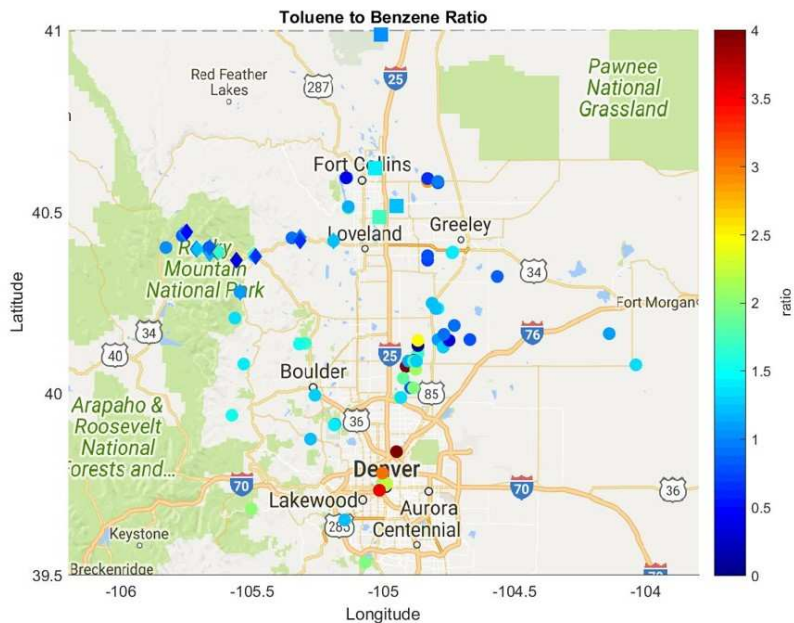 Toluene to Benzene Ratio
41
40.5
40
39.5
Latitude
-106
-105.5
-105
-104.5
-104
Longitude
4
3.5
3
2.5
2
1.5
1
0.5
0
ratio
Red Feather
Lakes
287
25
Pawnee
National
Grassland
Fort Collins
Loveland
Greeley
34
Rocky
Mountain
National Park
Fort Morgan
34
40
76
25
Boulder
85
36
Arapaho &
Roosevelt
National
Forests and...
Denver
70
Lakewood
70
36
Aurora
285
Centennial
Keystone
Breckenridge
70